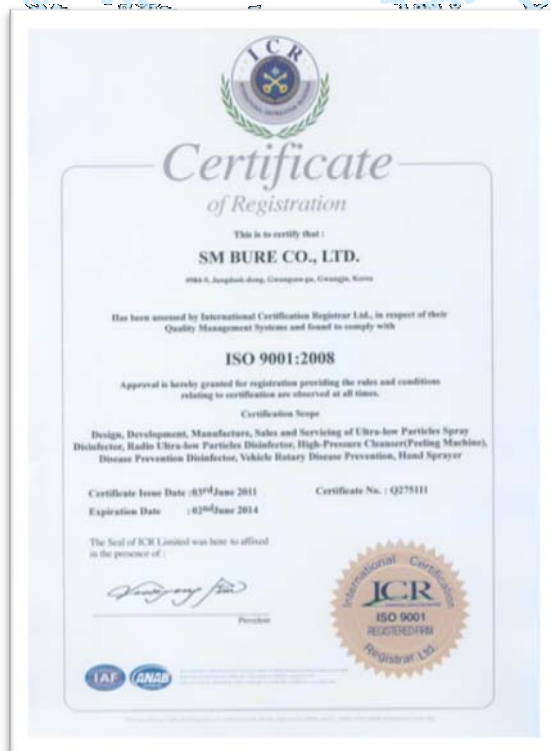 ICR
Certificate
of Registration
This is to certify that :
SM BURE CO., LTD.
Gwangsan-gu, Gwangju, Korea
Has been assessed by International Certification Registrar Ltd., in respect of their
Quality Management Systems and found to comply with
ISO 9001:2008
Approval is hereby granted for registration providing the rules and conditions
relating to certification are observed at all times.
Certification Scope
Design, Development, Manufacture, Sales and Servicing of Ultra-low Particles Spray
Disinfector, Radio Ultra-low Particles Disinfector, High-Pressure Cleanser(Peeling Machine),
Disease Prevention Disinfector, Vehicle Rotary Disease Prevention, Hand Sprayer
Certificate Issue Date :03rd June 2011
Certificate No. : Q275111
Expiration Date : 02nd June 2014
The Seal of ICR Limited was here to affixed
in the presence of :
President
International Certification
ICR
ISO 9001
REGISTERED FIRM
Registrar Ltd.
IAF
ANAB